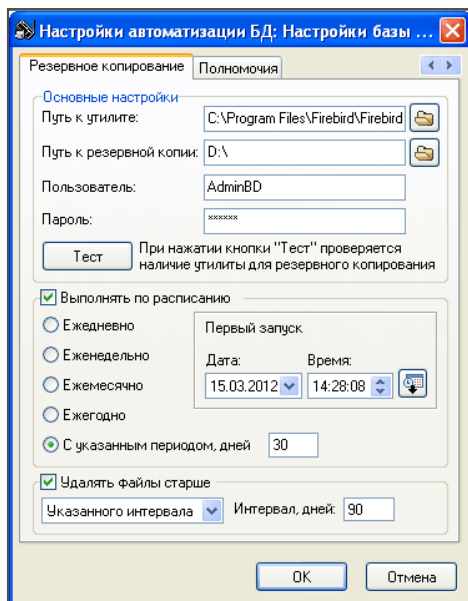 Настройки автоматизации БД: Настройки базы ...
Резервное копирование Полномочия
Основные настройки
Путь к утилите: C:\Program Files\Firebird\Firebird
Путь к резервной копии: D:\
Пользователь: AdminBD
Пароль: ××××××
Тест При нажатии кнопки "Тест" проверяется
наличие утилиты для резервного копирования
Выполнять по расписанию
Ежедневно Первый запуск
Еженедельно Дата: Время:
Ежемесячно 15.03.2012 14:28:08
Ежегодно
С указанным периодом, дней 30
Удалять файлы старше
Указанного интервала Интервал, дней: 90
OK Отмена